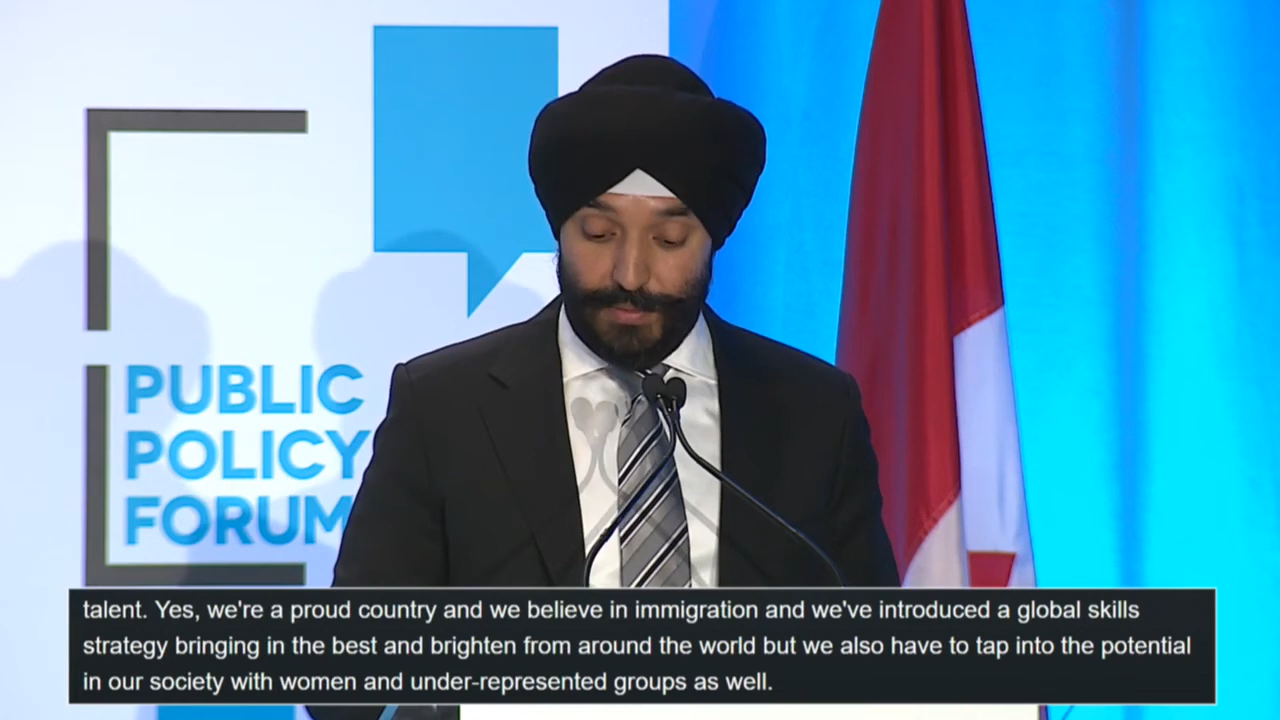 PUBLIC
POLICY
FORUM
talent. Yes, we're a proud country and we believe in immigration and we've introduced a global skills
strategy bringing in the best and brighten from around the world but we also have to tap into the potential
in our society with women and under-represented groups as well.